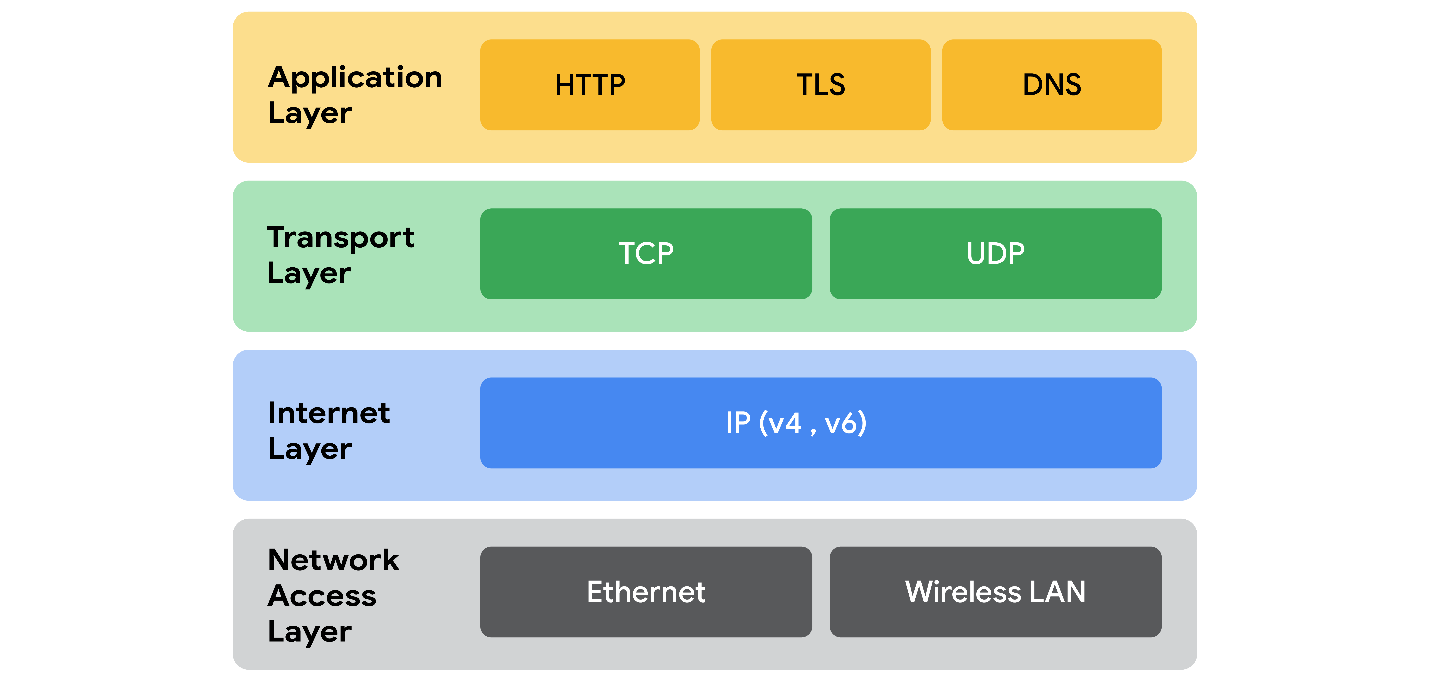 Application
Layer
HTTP
TLS
DNS
Transport
Layer
TCP
UDP
Internet
Layer
IP (v4 , v6)
Network
Access
Layer
Ethernet
Wireless LAN